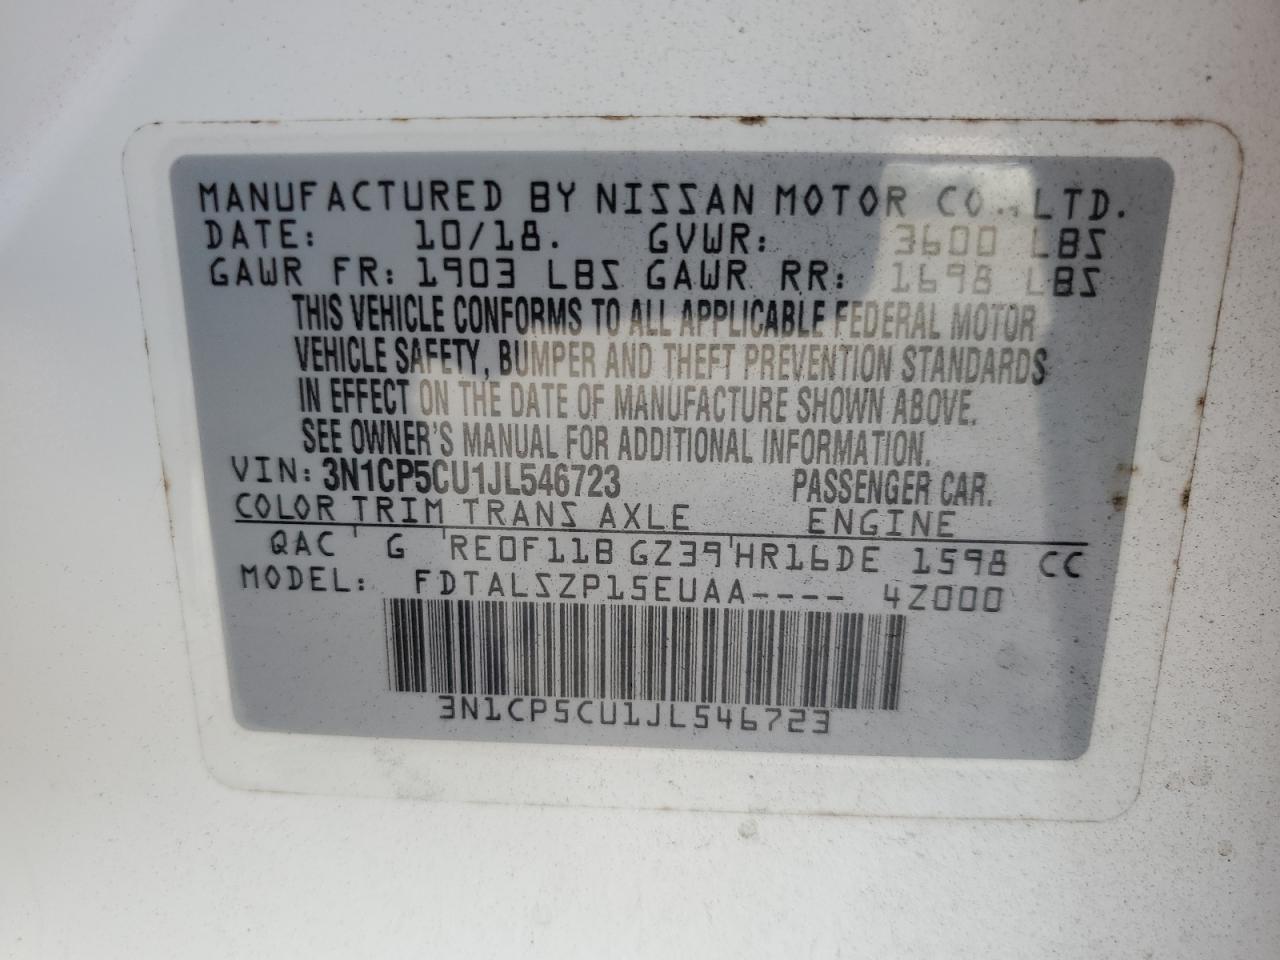 MANUFACTURED BY NISSAN MOTOR CO., LTD.
DATE: 10/18. GVWR: 3600 LBS
GAWR FR: 1903 LBS GAWR RR: 1698 LBS
THIS VEHICLE CONFORMS TO ALL APPLICABLE FEDERAL MOTOR
VEHICLE SAFETY, BUMPER AND THEFT PREVENTION STANDARDS
IN EFFECT ON THE DATE OF MANUFACTURE SHOWN ABOVE.
SEE OWNER'S MANUAL FOR ADDITIONAL INFORMATION.
VIN: 3N1CP5CU1JL546723 PASSENGER CAR.
COLOR TRIM TRANS AXLE ENGINE
QAC ' G 'RE0F11B GZ39'HR16DE 1598 CC
MODEL: FDTALSZP15EUAA---- 4Z000
3N1CP5CU1JL546723